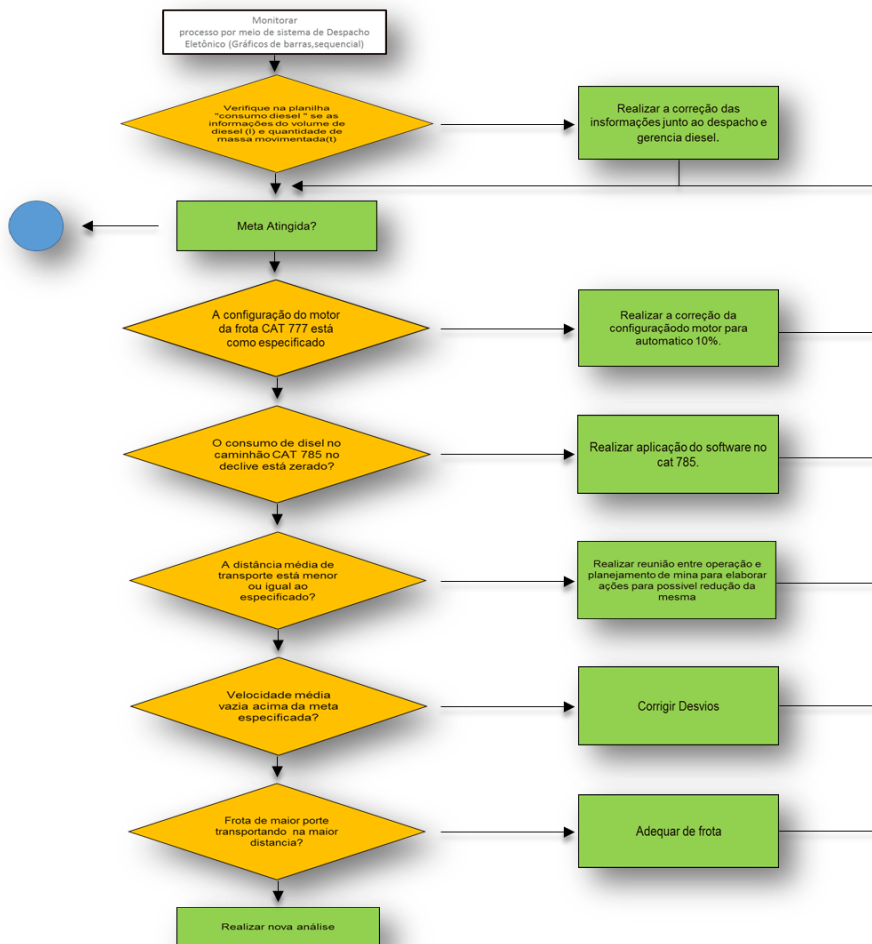 Monitorar
processo por meio de sistema de Despacho
Eletônico (Gráficos de barras,sequencial)
Verifique na planilha
"consumo diesel " se as
informações do volume de
diesel (l) e quantidade de
massa movimentada(t)
Realizar a correção das
insformações junto ao despacho e
gerencia diesel.
Meta Atingida?
A configuração do motor
da frota CAT 777 está
como especificado
Realizar a correção da
configuraçãodo motor para
automatico 10%.
O consumo de disel no
caminhão CAT 785 no
declive está zerado?
Realizar aplicação do software no
cat 785.
A distância média de
transporte está menor
ou igual ao
especificado?
Realizar reunião entre operação e
planejamento de mina para elaborar
ações para possivel redução da
mesma
Velocidade média
vazia acima da meta
especificada?
Corrigir Desvios
Frota de maior porte
transportando na maior
distancia?
Adequar de frota
Realizar nova análise